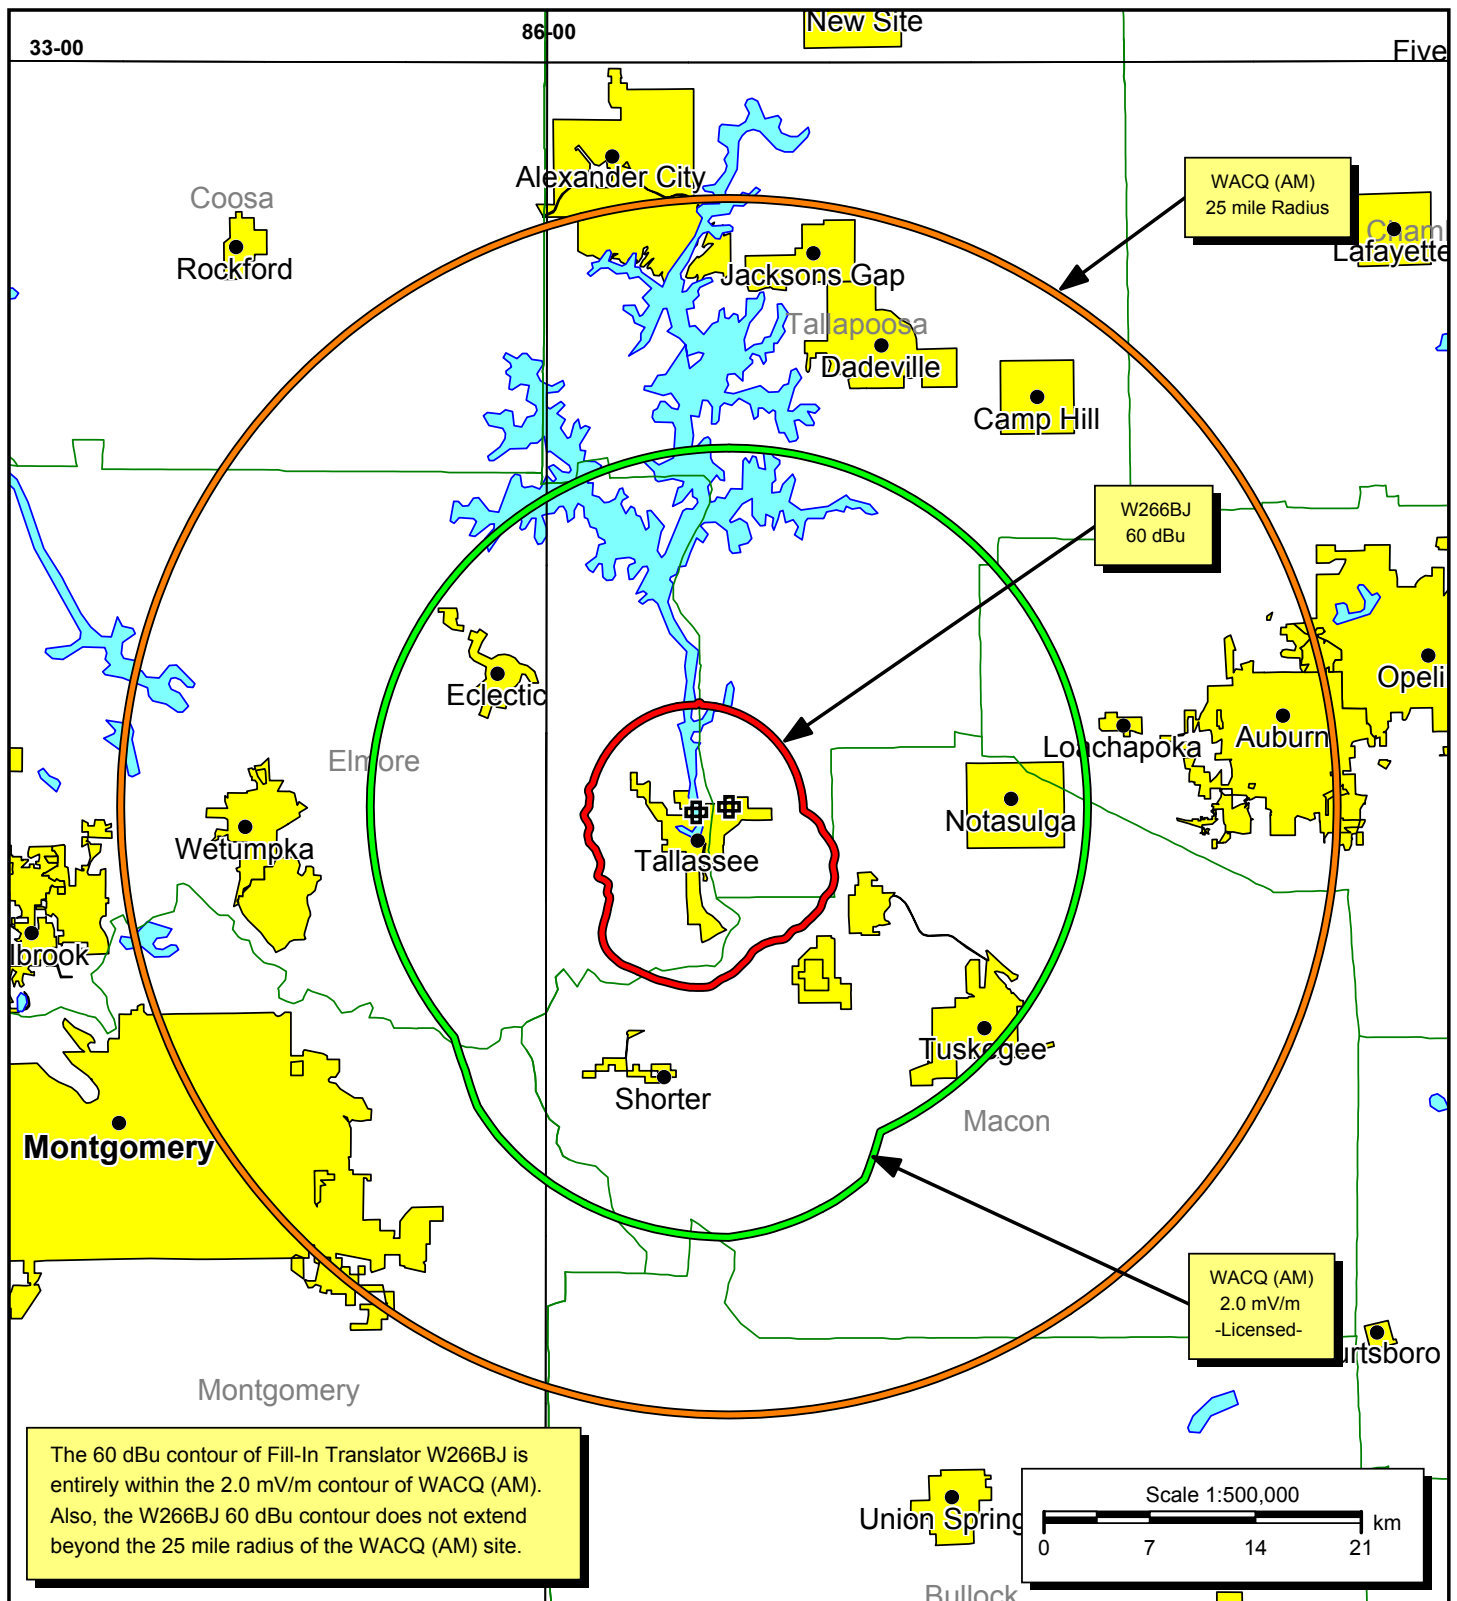 New Site
86-00
33-00
Five
Alexander City
WACQ (AM)
25 mile Radius
Coosa
Rockford
Lafayette
Jacksons Gap
Tallapoosa
Dadeville
Camp Hill
W266BJ
60 dBu
Eclectic
Opeli
Elmore
Loachapoka
Auburn
Notasulga
Wetumpka
Tallassee
lbrook
Tuskegee
Shorter
Macon
Montgomery
WACQ (AM)
2.0 mV/m
-Licensed-
urtsboro
Montgomery
The 60 dBu contour of Fill-In Translator W266BJ is
entirely within the 2.0 mV/m contour of WACQ (AM).
Also, the W266BJ 60 dBu contour does not extend
beyond the 25 mile radius of the WACQ (AM) site.
Union Spring
Scale 1:500,000
km
0 7 14 21
Bullock